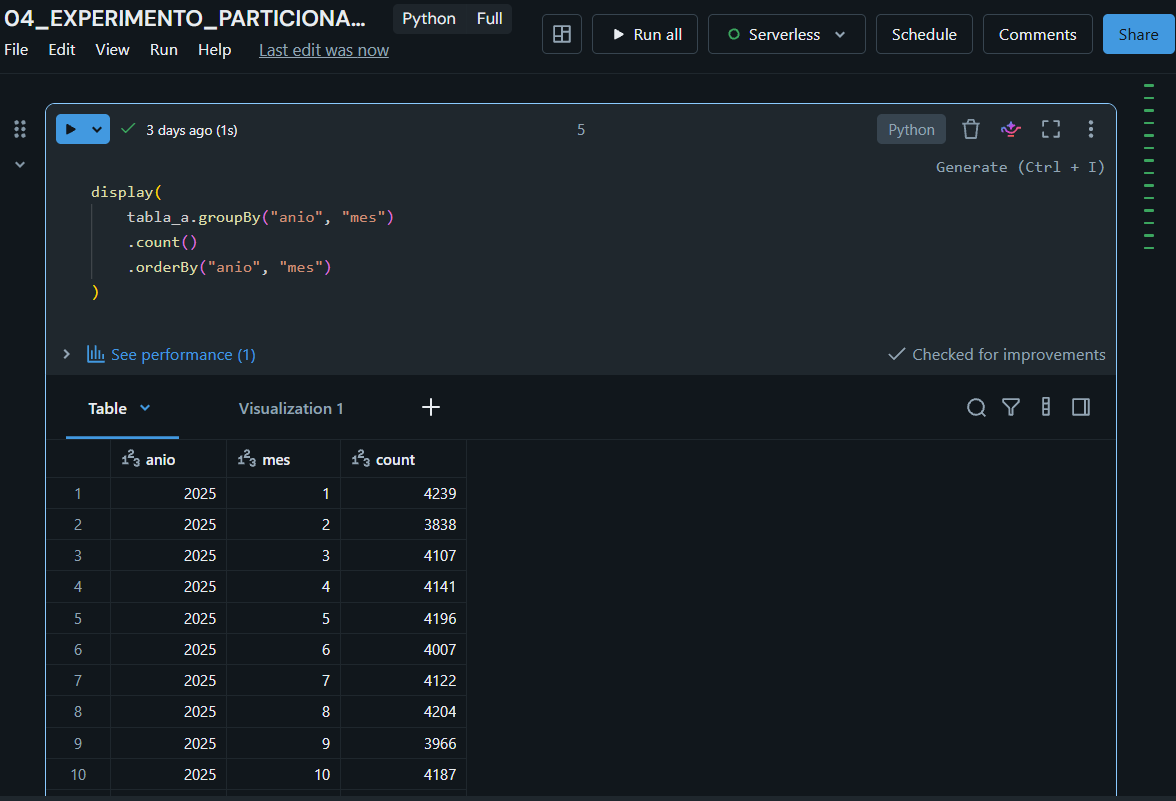 04_EXPERIMENTO_PARTICIONA... Python Full
Run all Serverless Schedule Comments Share
File Edit View Run Help Last edit was now
3 days ago (1s) 5 Python
Generate (Ctrl + I)
display(
tabla_a.groupBy("anio", "mes")
.count()
.orderBy("anio", "mes")
)
See performance (1) Checked for improvements
Table Visualization 1
anio mes count
1 2025 1 4239
2 2025 2 3838
3 2025 3 4107
4 2025 4 4141
5 2025 5 4196
6 2025 6 4007
7 2025 7 4122
8 2025 8 4204
9 2025 9 3966
10 2025 10 4187